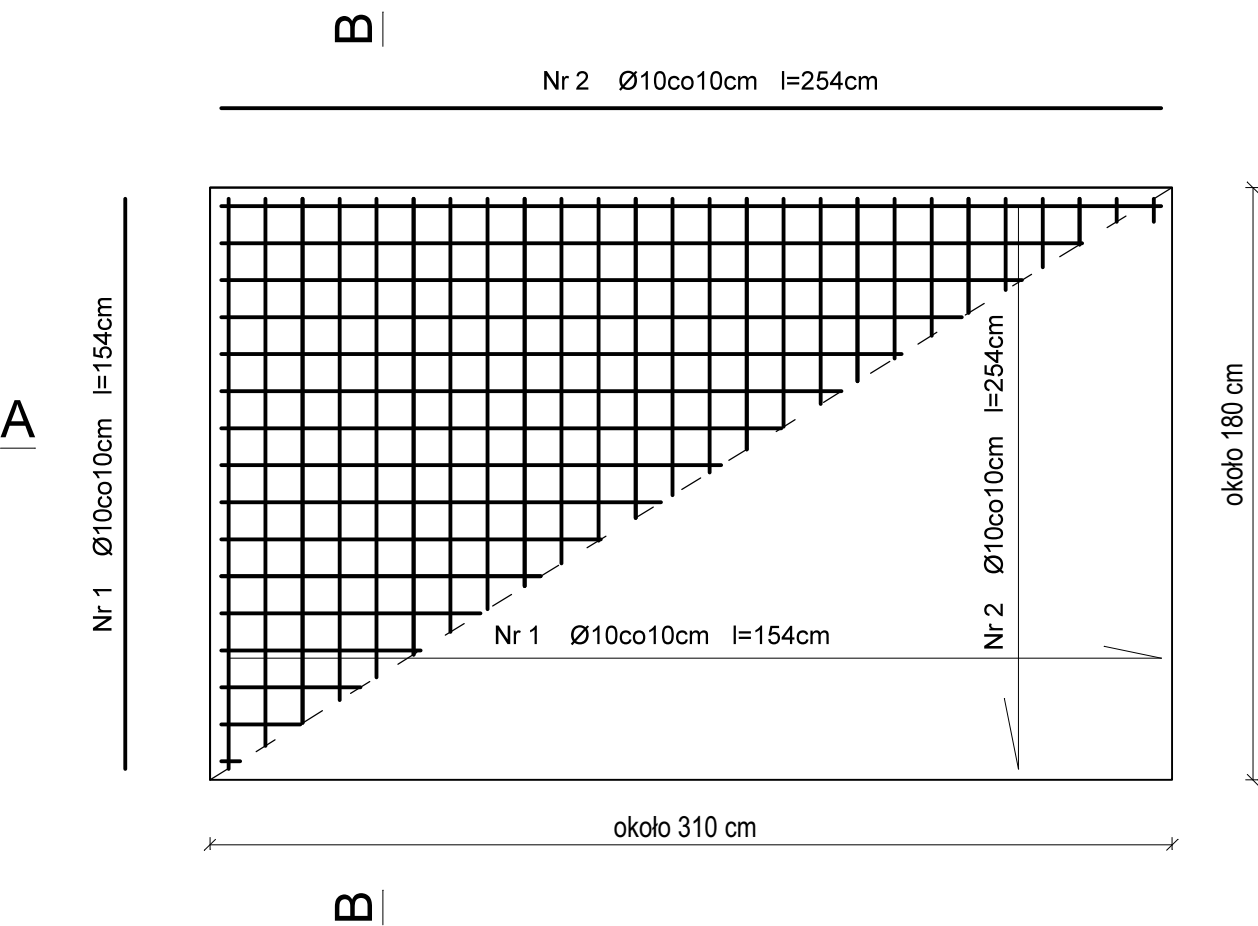 B
Nr 2 Ø10co10cm l=254cm
A
Nr 1 Ø10co10cm l=154cm
Nr 2 Ø10co10cm l=254cm
około 180 cm
Nr 1 Ø10co10cm l=154cm
około 310 cm
B